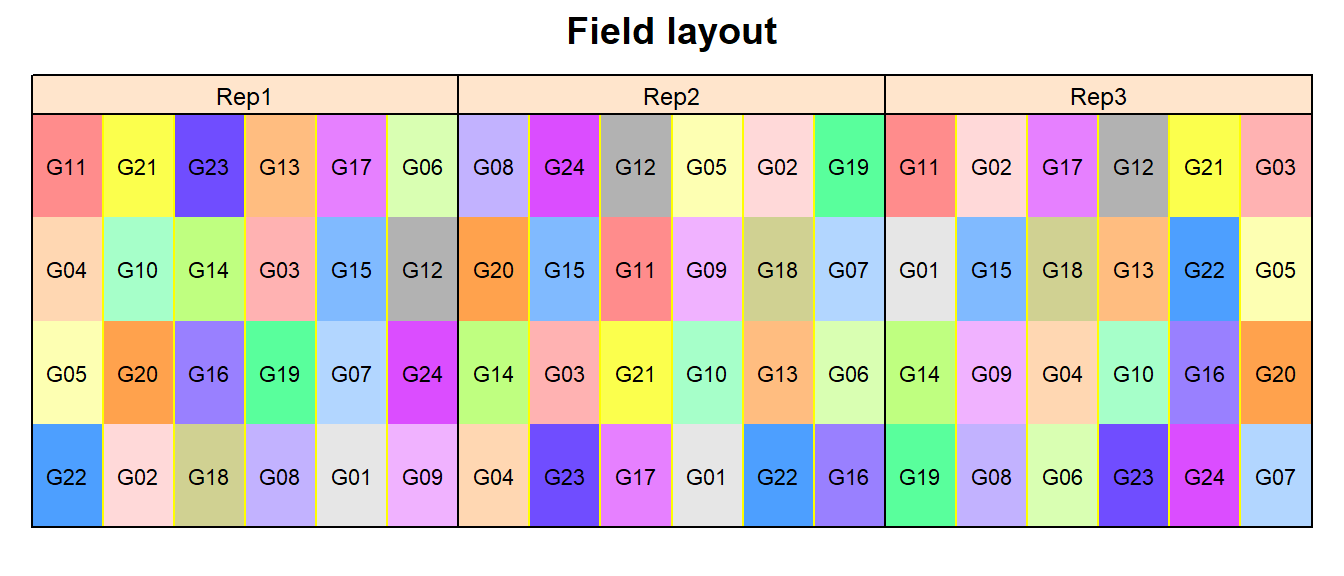 Field layout
Rep1 Rep2 Rep3
G11 G21 G23 G13 G17 G06 G08 G24 G12 G05 G02 G19 G11 G02 G17 G12 G21 G03
G04 G10 G14 G03 G15 G12 G20 G15 G11 G09 G18 G07 G01 G15 G18 G13 G22 G05
G05 G20 G16 G19 G07 G24 G14 G03 G21 G10 G13 G06 G14 G09 G04 G10 G16 G20
G22 G02 G18 G08 G01 G09 G04 G23 G17 G01 G22 G16 G19 G08 G06 G23 G24 G07